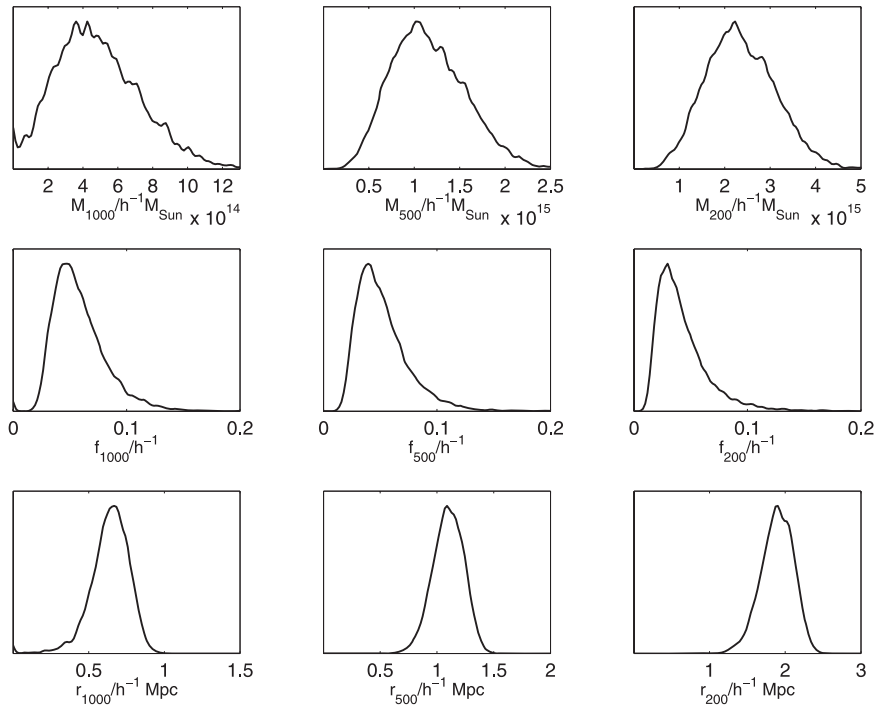 2 4 6 8 10 12
M1000/h-1MSun x 10^14
0.5 1 1.5 2 2.5
M500/h-1MSun x 10^15
1 2 3 4 5
M200/h-1MSun x 10^15
0 0.1 0.2
f1000/h-1
0 0.1 0.2
f500/h-1
0 0.1 0.2
f200/h-1
0.5 1 1.5
r1000/h-1 Mpc
0.5 1 1.5 2
r500/h-1 Mpc
1 2 3
r200/h-1 Mpc